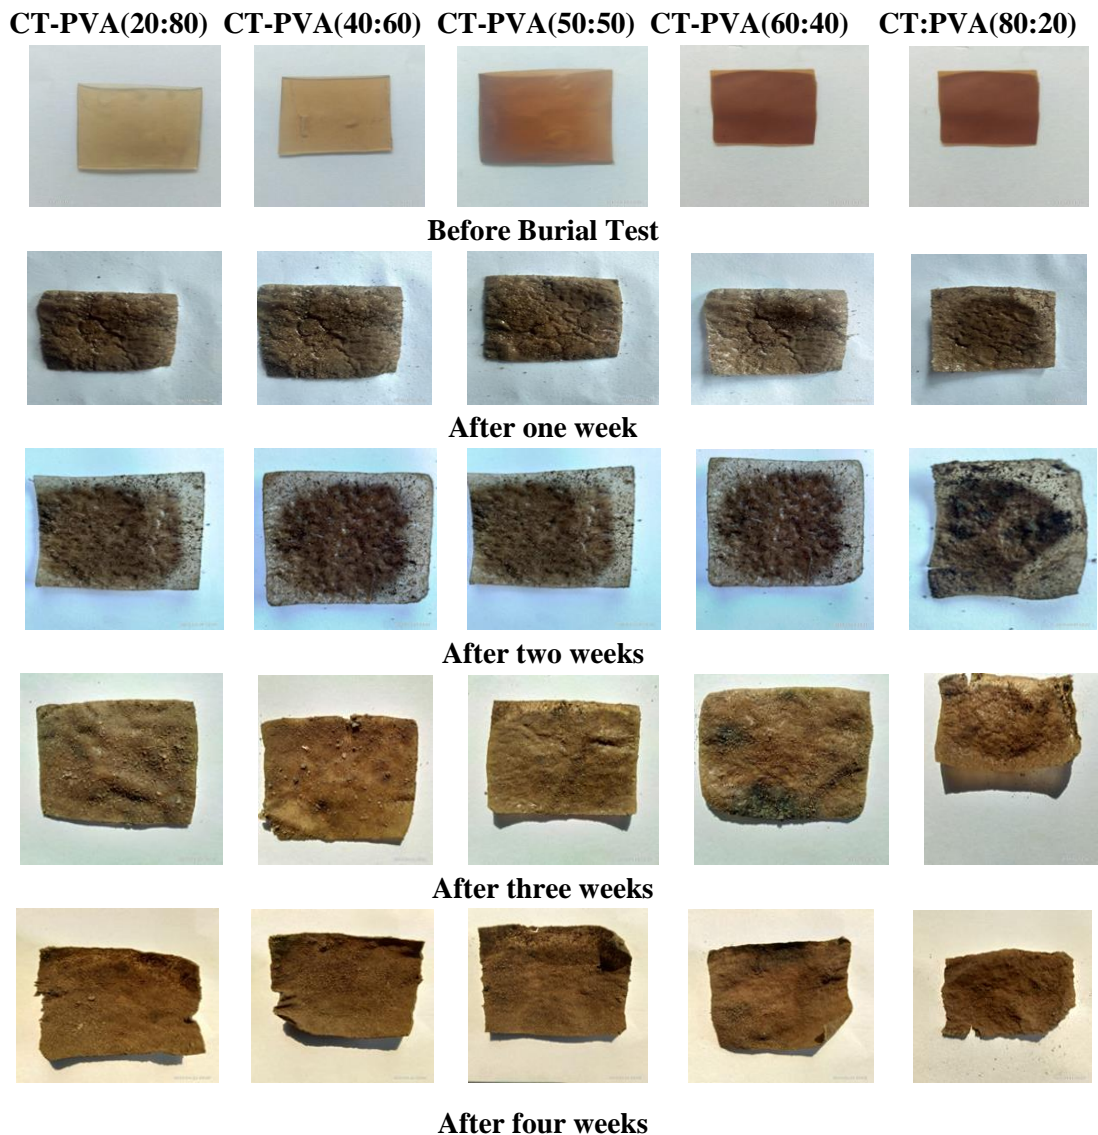 CT-PVA(20:80) CT-PVA(40:60) CT-PVA(50:50) CT-PVA(60:40) CT:PVA(80:20)
Before Burial Test
After one week
After two weeks
After three weeks
After four weeks